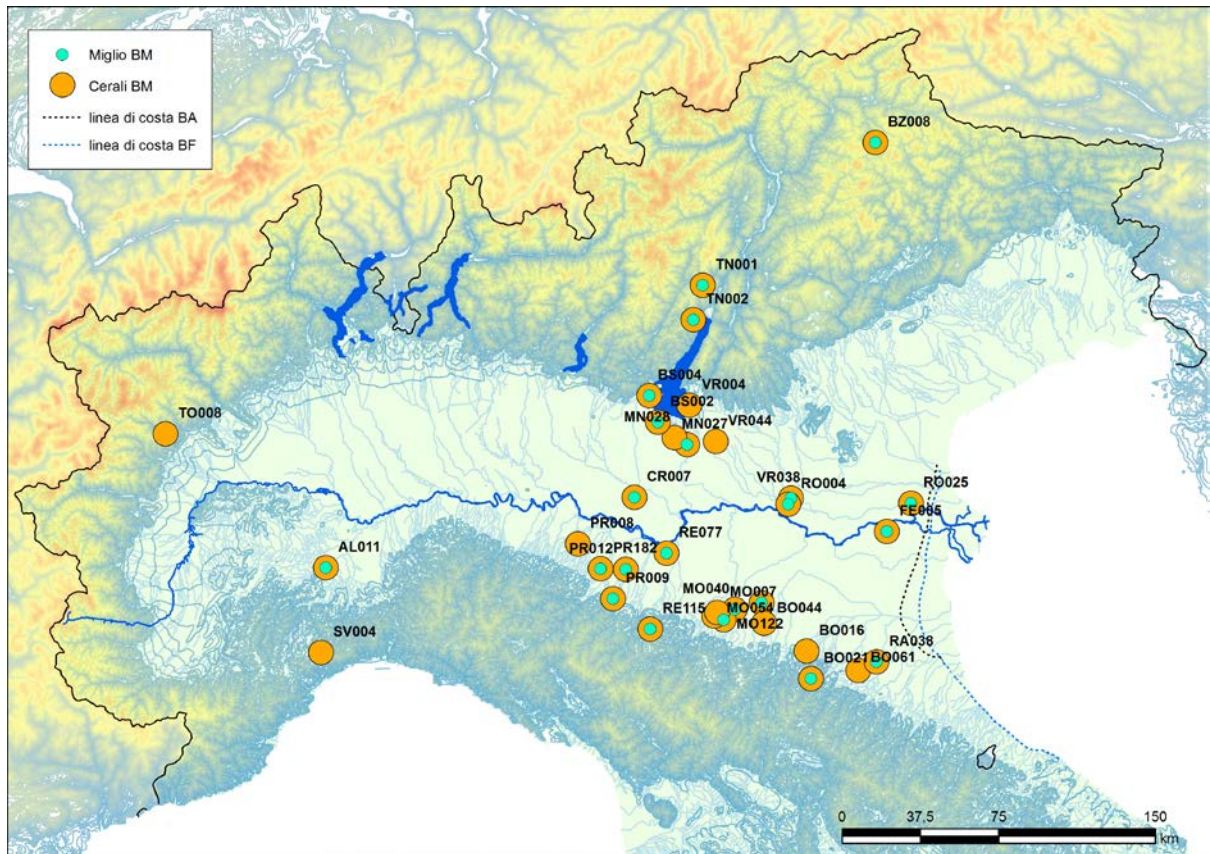 Miglio BM
Cerali BM
linea di costa BA
linea di costa BF
BZ008
TN001
TN002
BS004
VR004
BS002
TO008
MN028
MN027
VR044
CR007
VR038
RO004
RO025
FE005
PR008
RE077
PR012
PR182
AL011
PR009
MO040
MO007
RE115
MO054
BO044
MO122
SV004
BO016
RA038
BO021
BO061
0 37.5 75 150
km